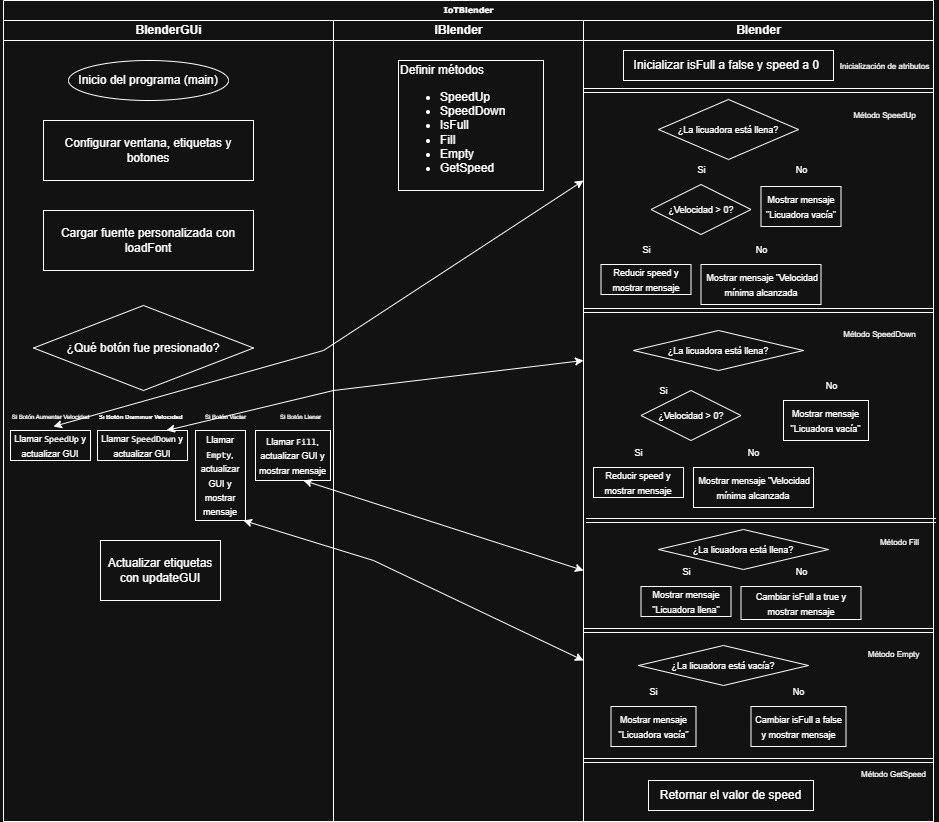 IoTBlender
BlenderGUi
IBlender
Blender
Inicio del programa (main)
Configurar ventana, etiquetas y
botones
Cargar fuente personalizada con
loadFont
¿Qué botón fue presionado?
Si Botón Aumentar Velocidad
Si Botón Disminuir Velocidad
Si Botón Vaciar
Si Botón Llenar
Llamar SpeedUp y
actualizar GUI
Llamar SpeedDown y
actualizar GUI
Llamar
Empty,
actualizar
GUI y
mostrar
mensaje
Llamar Fill,
actualizar GUI y
mostrar mensaje
Actualizar etiquetas
con updateGUI
Definir métodos
• SpeedUp
• SpeedDown
• IsFull
• Fill
• Empty
• GetSpeed
Inicializar isFull a false y speed a 0
Inicialización de atributos
Método SpeedUp
¿La licuadora está llena?
Si
No
¿Velocidad > 0?
Mostrar mensaje
"Licuadora vacía"
Si
No
Reducir speed y
mostrar mensaje
Mostrar mensaje "Velocidad
mínima alcanzada
Método SpeedDown
¿La licuadora está llena?
Si
No
¿Velocidad > 0?
Mostrar mensaje
"Licuadora vacía"
Si
No
Reducir speed y
mostrar mensaje
Mostrar mensaje "Velocidad
mínima alcanzada
Método Fill
¿La licuadora está llena?
Si
No
Mostrar mensaje
"Licuadora llena"
Cambiar isFull a true y
mostrar mensaje
Método Empty
¿La licuadora está vacía?
Si
No
Mostrar mensaje
"Licuadora vacía"
Cambiar isFull a false
y mostrar mensaje
Método GetSpeed
Retornar el valor de speed